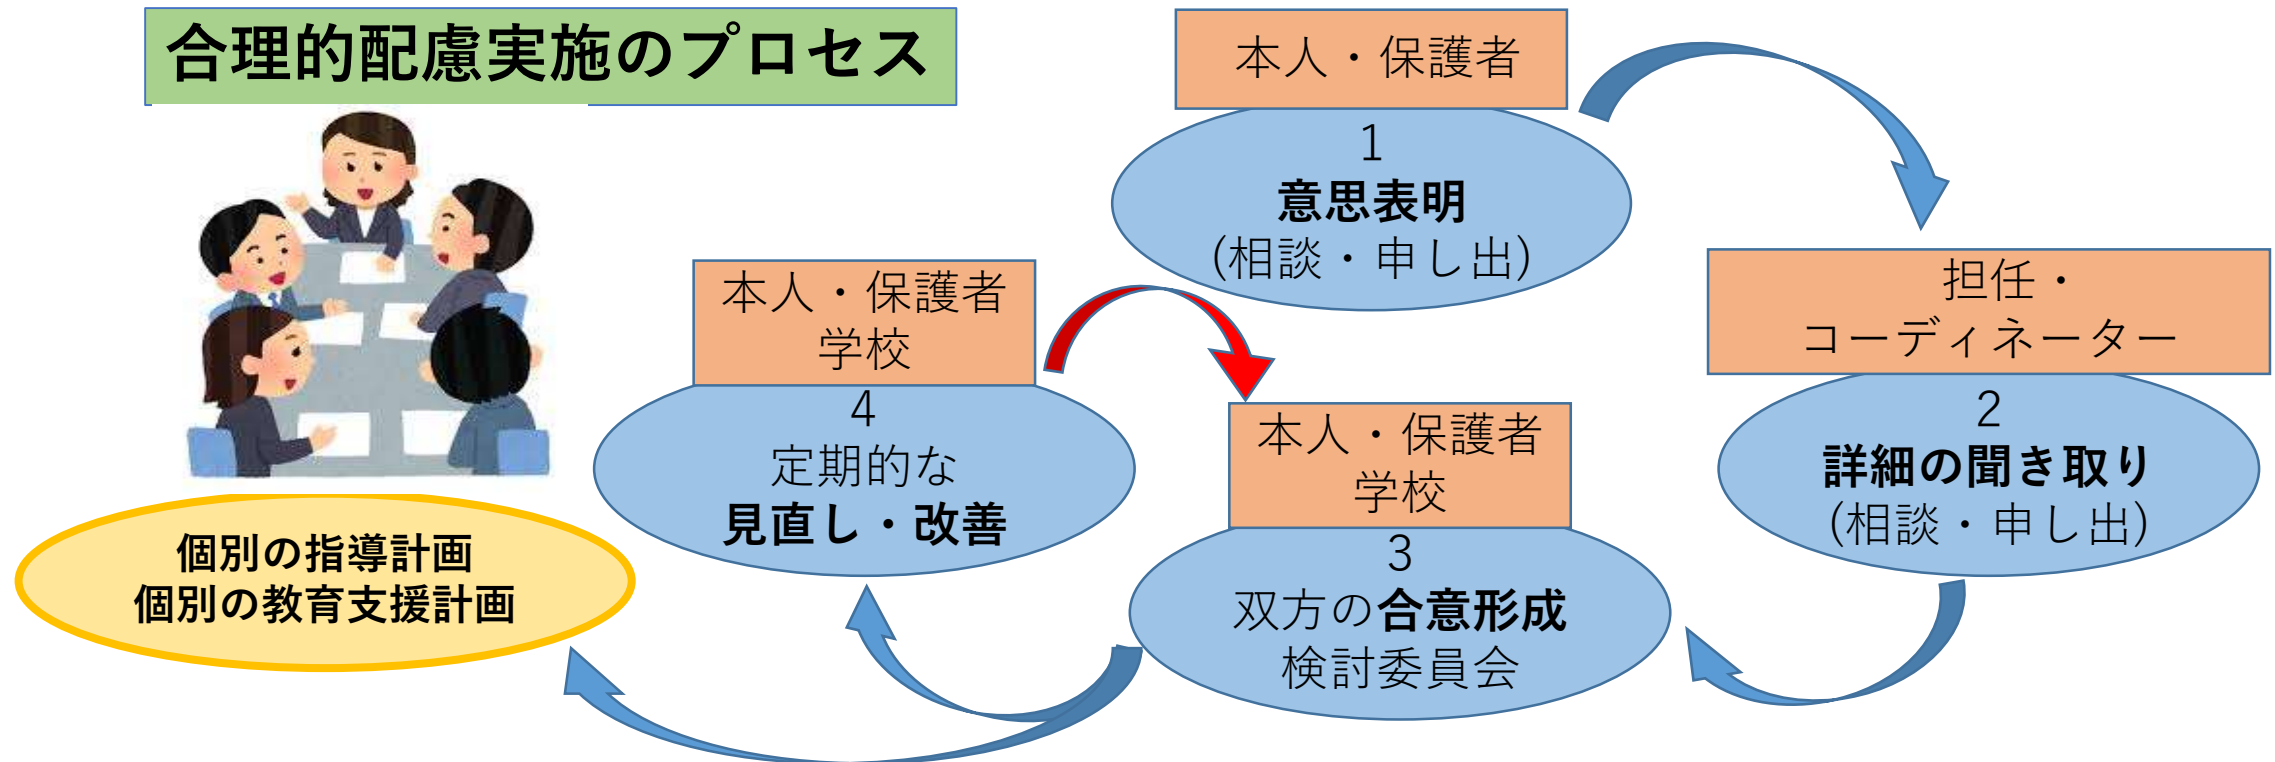 合理的配慮実施のプロセス
本人・保護者
1
意思表明
(相談・申し出)
担任・
コーディネーター
2
詳細の聞き取り
(相談・申し出)
本人・保護者
学校
3
双方の合意形成
検討委員会
本人・保護者
学校
4
定期的な
見直し・改善
個別の指導計画
個別の教育支援計画